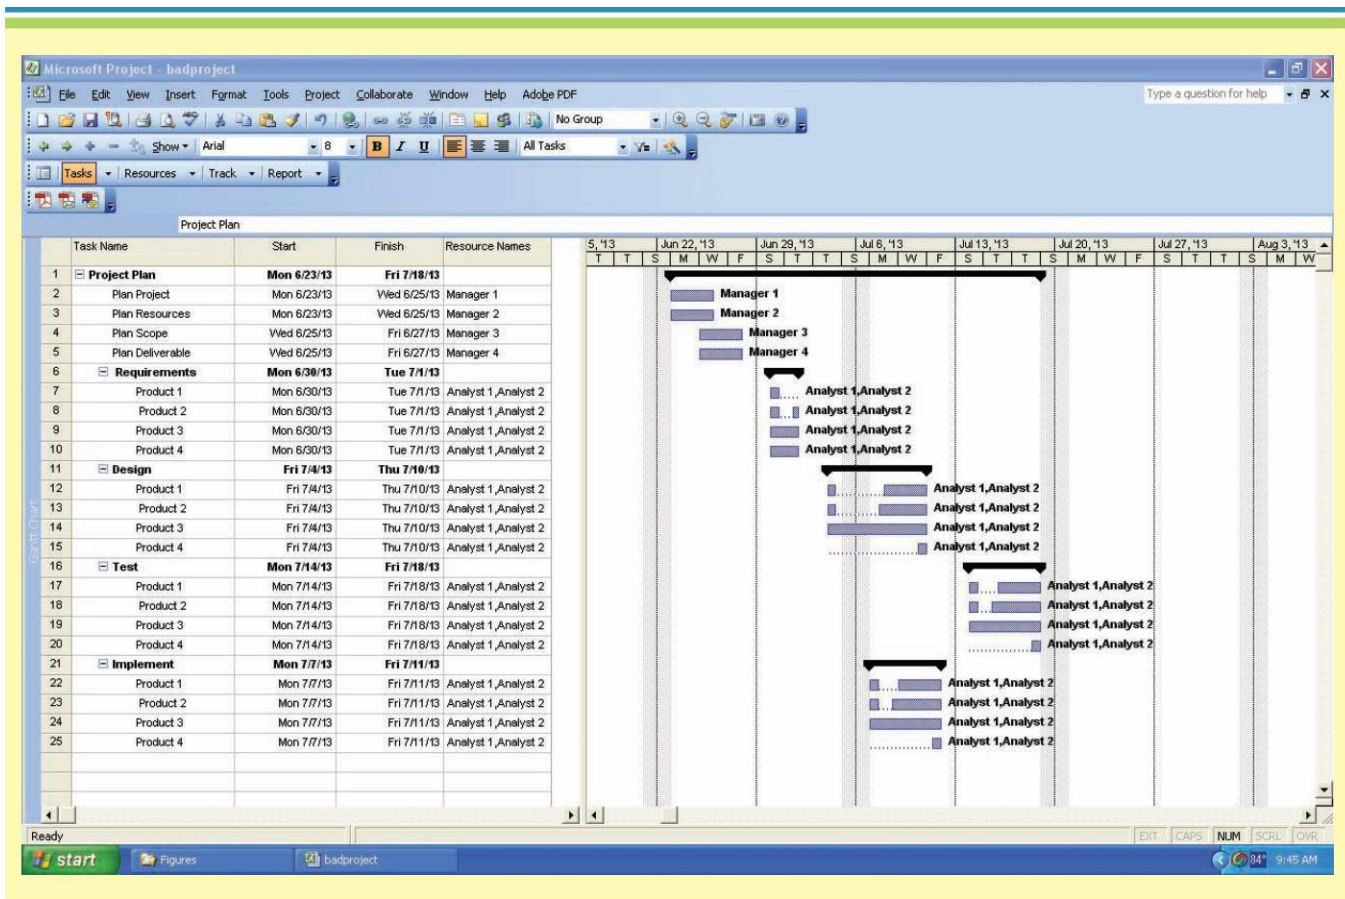 Microsoft Project - badproject
File Edit View Insert Format Tools Project Collaborate Window Help Adobe PDF Type a question for help
No Group
Show Arial 8 B I U All Tasks
Tasks Resources Track Report
Project Plan
Task Name Start Finish Resource Names 5, '13 Jun 22, '13 Jun 29, '13 Jul 6, '13 Jul 13, '13 Jul 20, '13 Jul 27, '13 Aug 3, '13
T T S M W F S T T S M W F S T T S M W F S T T S M W
1 Project Plan Mon 6/23/13 Fri 7/18/13
2 Plan Project Mon 6/23/13 Wed 6/25/13 Manager 1 Manager 1
3 Plan Resources Mon 6/23/13 Wed 6/25/13 Manager 2 Manager 2
4 Plan Scope Wed 6/25/13 Fri 6/27/13 Manager 3 Manager 3
5 Plan Deliverable Wed 6/25/13 Fri 6/27/13 Manager 4 Manager 4
6 Requirements Mon 6/30/13 Tue 7/1/13
7 Product 1 Mon 6/30/13 Tue 7/1/13 Analyst 1,Analyst 2 Analyst 1,Analyst 2
8 Product 2 Mon 6/30/13 Tue 7/1/13 Analyst 1,Analyst 2 Analyst 1,Analyst 2
9 Product 3 Mon 6/30/13 Tue 7/1/13 Analyst 1,Analyst 2 Analyst 1,Analyst 2
10 Product 4 Mon 6/30/13 Tue 7/1/13 Analyst 1,Analyst 2 Analyst 1,Analyst 2
11 Design Fri 7/4/13 Thu 7/10/13
12 Product 1 Fri 7/4/13 Thu 7/10/13 Analyst 1,Analyst 2 Analyst 1,Analyst 2
13 Product 2 Fri 7/4/13 Thu 7/10/13 Analyst 1,Analyst 2 Analyst 1,Analyst 2
14 Product 3 Fri 7/4/13 Thu 7/10/13 Analyst 1,Analyst 2 Analyst 1,Analyst 2
15 Product 4 Fri 7/4/13 Thu 7/10/13 Analyst 1,Analyst 2 Analyst 1,Analyst 2
16 Test Mon 7/14/13 Fri 7/18/13
17 Product 1 Mon 7/14/13 Fri 7/18/13 Analyst 1,Analyst 2 Analyst 1,Analyst 2
18 Product 2 Mon 7/14/13 Fri 7/18/13 Analyst 1,Analyst 2 Analyst 1,Analyst 2
19 Product 3 Mon 7/14/13 Fri 7/18/13 Analyst 1,Analyst 2 Analyst 1,Analyst 2
20 Product 4 Mon 7/14/13 Fri 7/18/13 Analyst 1,Analyst 2 Analyst 1,Analyst 2
21 Implement Mon 7/7/13 Fri 7/11/13
22 Product 1 Mon 7/7/13 Fri 7/11/13 Analyst 1,Analyst 2 Analyst 1,Analyst 2
23 Product 2 Mon 7/7/13 Fri 7/11/13 Analyst 1,Analyst 2 Analyst 1,Analyst 2
24 Product 3 Mon 7/7/13 Fri 7/11/13 Analyst 1,Analyst 2 Analyst 1,Analyst 2
25 Product 4 Mon 7/7/13 Fri 7/11/13 Analyst 1,Analyst 2 Analyst 1,Analyst 2
Gantt Chart
Ready EXT CAPS NUM SCRL OVR
start Figures badproject 84° 9:45 AM